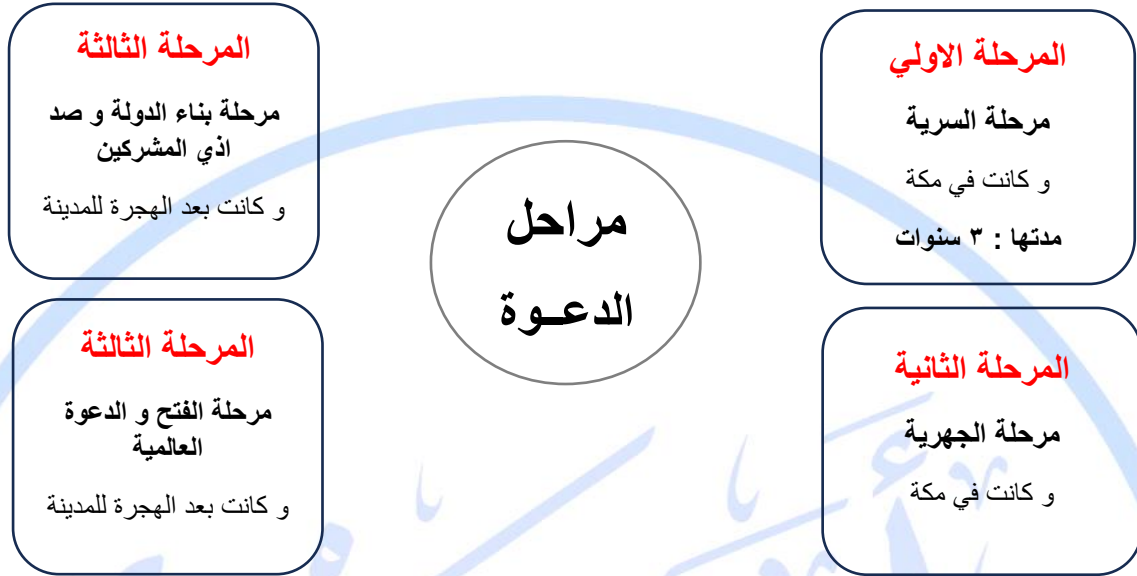 المرحلة الاولي
مرحلة السرية
و كانت في مكة
مدتها : ٣ سنوات
المرحلة الثانية
مرحلة الجهرية
و كانت في مكة
مراحل
الدعــوة
المرحلة الثالثة
مرحلة بناء الدولة و صد
اذي المشركين
و كانت بعد الهجرة للمدينة
المرحلة الثالثة
مرحلة الفتح و الدعوة
العالمية
و كانت بعد الهجرة للمدينة